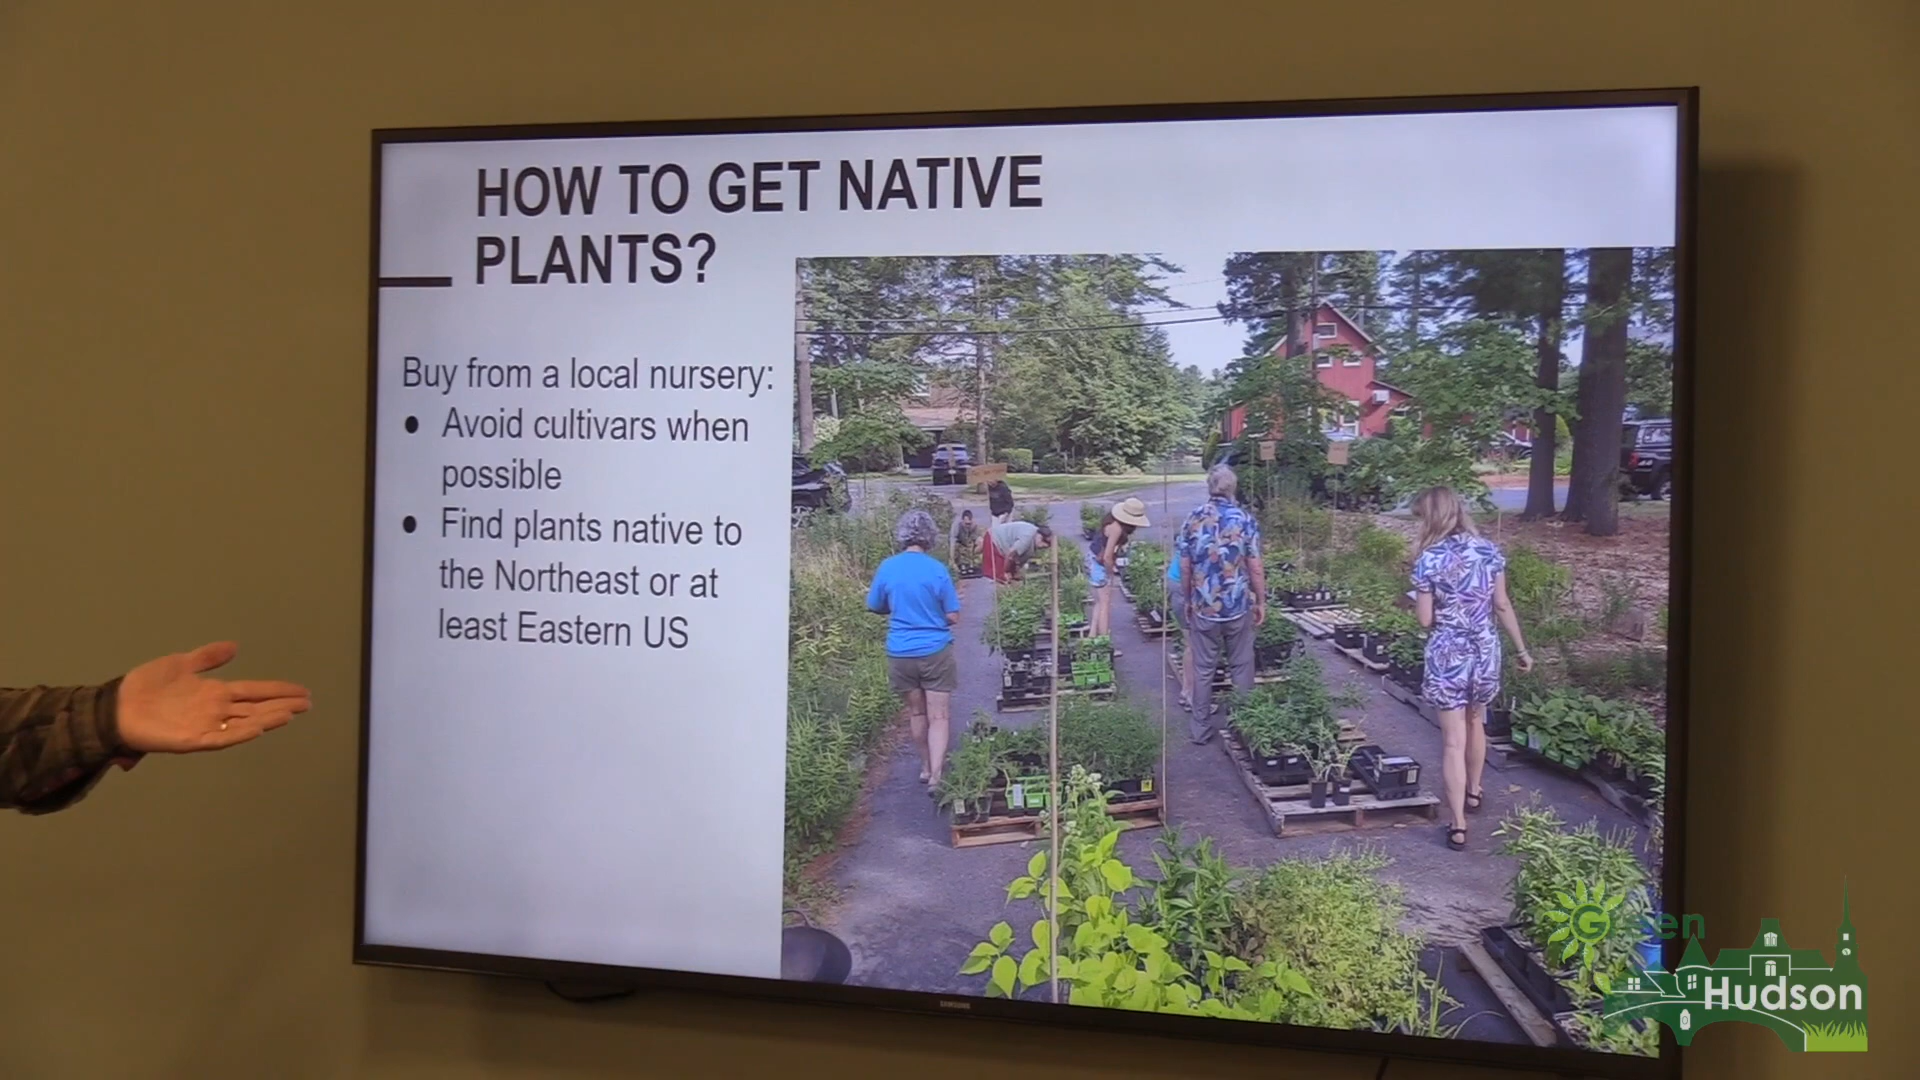 HOW TO GET NATIVE
PLANTS?
Buy from a local nursery:
● Avoid cultivars when
possible
● Find plants native to
the Northeast or at
least Eastern US
SAMSUNG
Green
Hudson